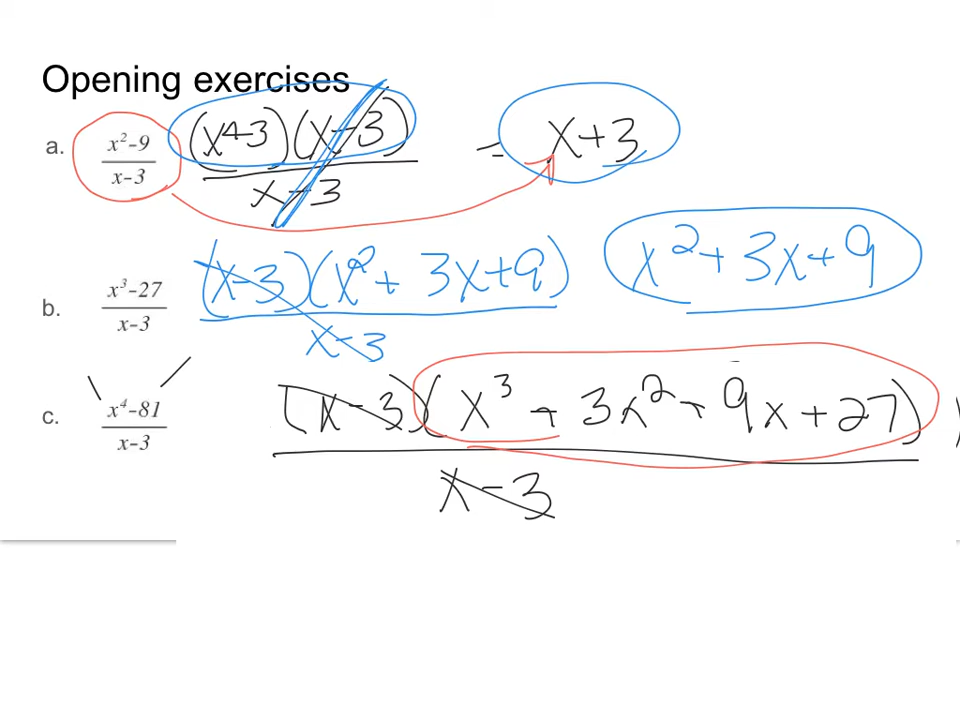 Opening exercises
a. x²-9 / x-3 (x+3)(x-3) / x-3 = x+3
b. x³-27 / x-3 (x-3)(x²+3x+9) / x-3 x²+3x+9
c. x⁴-81 / x-3 (x-3)(x³+3x²+9x+27) / x-3